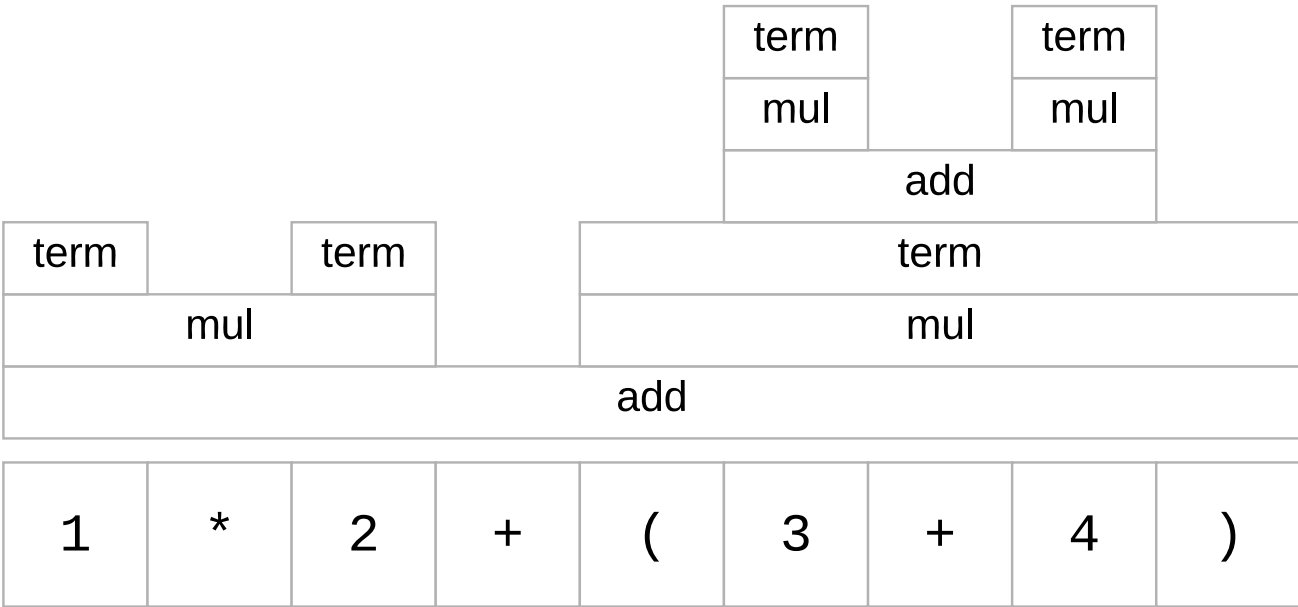 term term
mul mul
add
term term term
mul mul
add
1 * 2 + ( 3 + 4 )